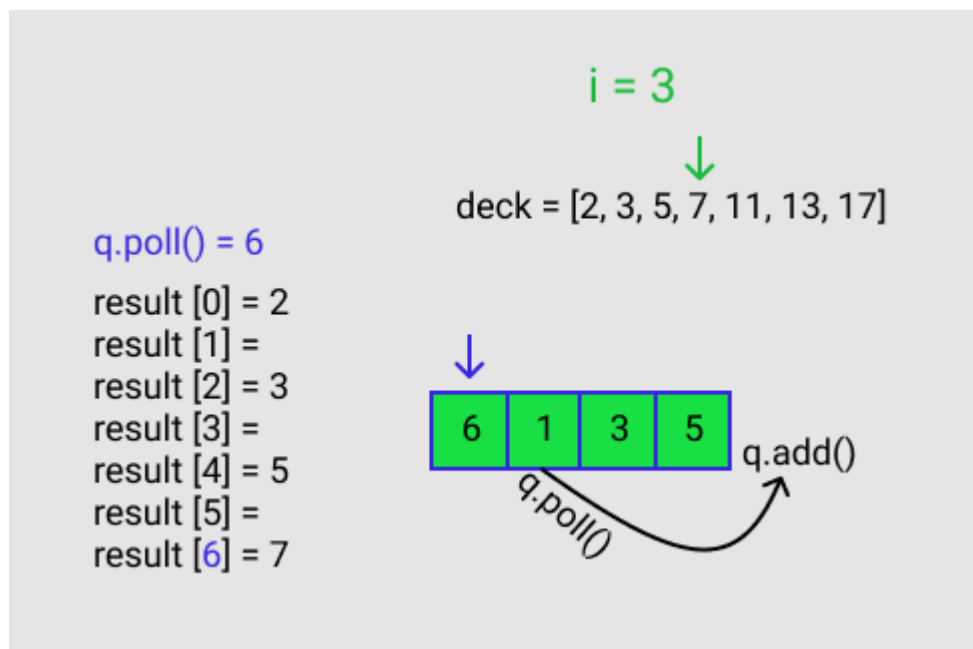 i = 3
deck = [2, 3, 5, 7, 11, 13, 17]
q.poll() = 6
result [0] = 2
result [1] =
result [2] = 3
result [3] =
result [4] = 5
result [5] =
result [6] = 7
6 1 3 5
q.add()
q.poll()